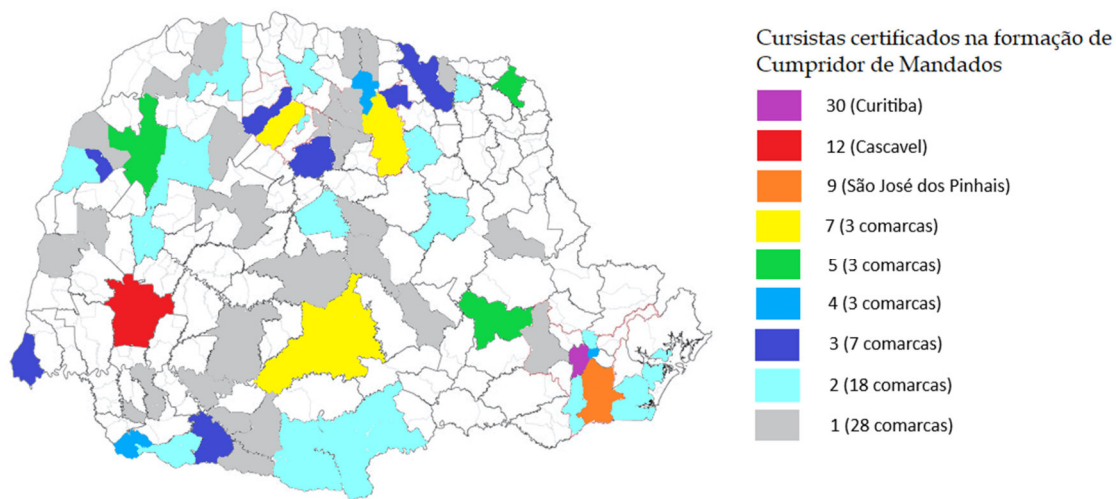 Cursistas certificados na formação de
Cumpridor de Mandados
30 (Curitiba)
12 (Cascavel)
9 (São José dos Pinhais)
7 (3 comarcas)
5 (3 comarcas)
4 (3 comarcas)
3 (7 comarcas)
2 (18 comarcas)
1 (28 comarcas)